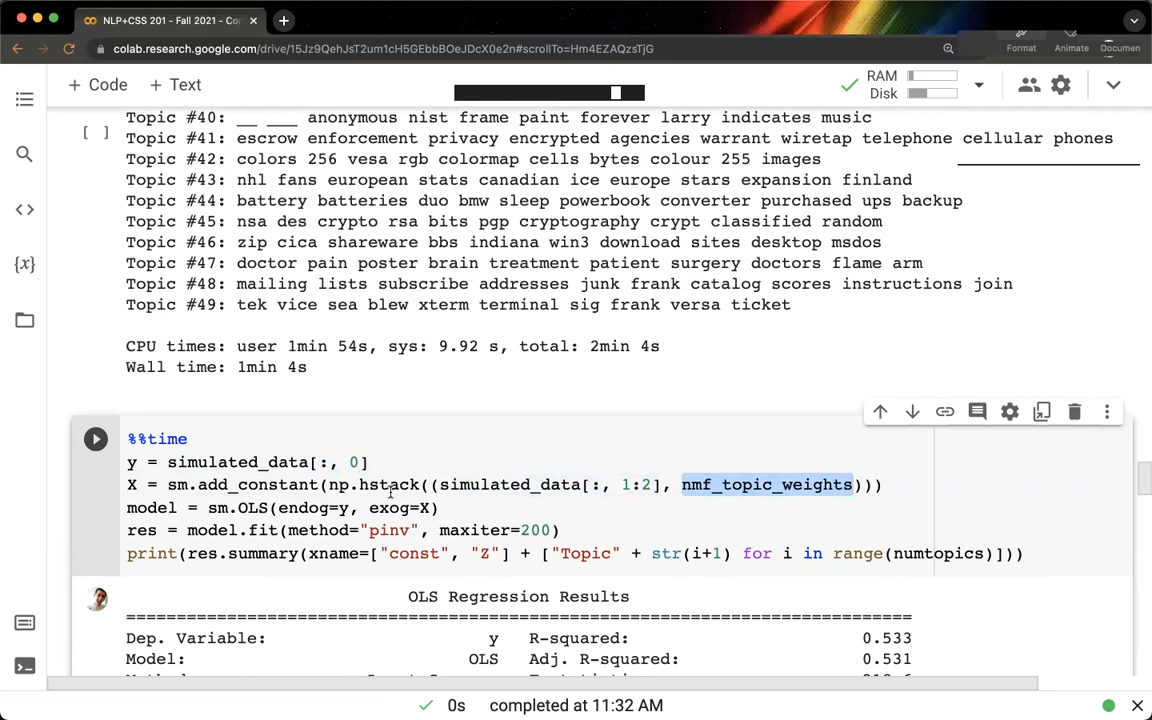 NLP+CSS 201 - Fall 2021 - Cor
colab.research.google.com/drive/15Jz9QehJsT2um1cH5GEbbBOeJDcX0e2n#scrollTo=Hm4EZAQzsTjG
Format Animate Documen
+ Code + Text
RAM
Disk
Topic #40: __ ___ anonymous nist frame paint forever larry indicates music
[ ]
Topic #41: escrow enforcement privacy encrypted agencies warrant wiretap telephone cellular phones
Topic #42: colors 256 vesa rgb colormap cells bytes colour 255 images
Topic #43: nhl fans european stats canadian ice europe stars expansion finland
Topic #44: battery batteries duo bmw sleep powerbook converter purchased ups backup
Topic #45: nsa des crypto rsa bits pgp cryptography crypt classified random
Topic #46: zip cica shareware bbs indiana win3 download sites desktop msdos
Topic #47: doctor pain poster brain treatment patient surgery doctors flame arm
Topic #48: mailing lists subscribe addresses junk frank catalog scores instructions join
Topic #49: tek vice sea blew xterm terminal sig frank versa ticket
CPU times: user 1min 54s, sys: 9.92 s, total: 2min 4s
Wall time: 1min 4s
%%time
y = simulated_data[:, 0]
X = sm.add_constant(np.hstack((simulated_data[:, 1:2], nmf_topic_weights)))
model = sm.OLS(endog=y, exog=X)
res = model.fit(method="pinv", maxiter=200)
print(res.summary(xname=["const", "Z"] + ["Topic" + str(i+1) for i in range(numtopics)]))
OLS Regression Results
==============================================================================
Dep. Variable: y R-squared: 0.533
Model: OLS Adj. R-squared: 0.531
0s completed at 11:32 AM